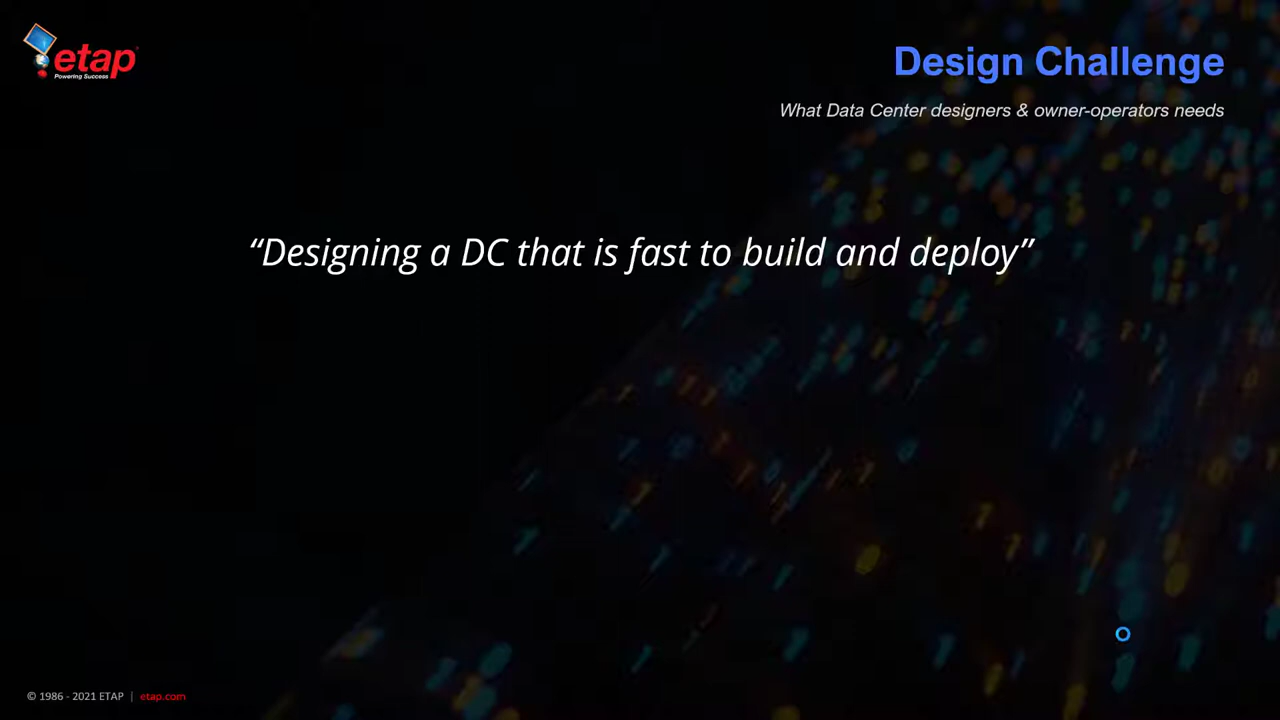 etap
Powering Success
Design Challenge
What Data Center designers & owner-operators needs
“Designing a DC that is fast to build and deploy”
© 1986 - 2021 ETAP | etap.com